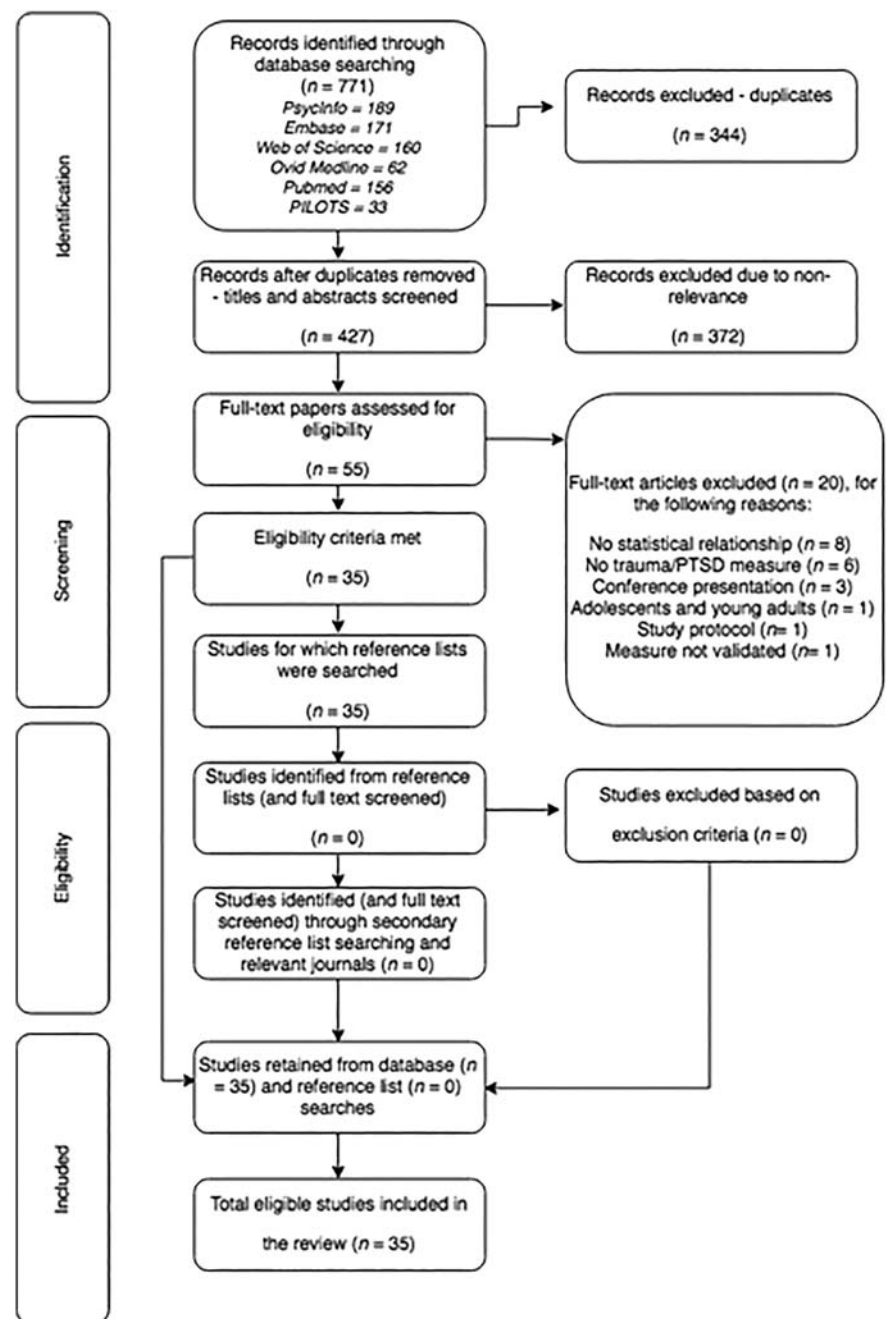 Identification
Records identified through
database searching
(n = 771)
PsycInfo = 189
Embase = 171
Web of Science = 160
Ovid Medline = 62
Pubmed = 156
PILOTS = 33
Records excluded - duplicates
(n = 344)
Records after duplicates removed
- titles and abstracts screened
(n = 427)
Records excluded due to non-
relevance
(n = 372)
Screening
Full-text papers assessed for
eligibility
(n = 55)
Full-text articles excluded (n = 20), for
the following reasons:
No statistical relationship (n = 8)
No trauma/PTSD measure (n = 6)
Conference presentation (n = 3)
Adolescents and young adults (n = 1)
Study protocol (n= 1)
Measure not validated (n= 1)
Eligibility criteria met
(n = 35)
Studies for which reference lists
were searched
(n = 35)
Eligibility
Studies identified from reference
lists (and full text screened)
(n = 0)
Studies excluded based on
exclusion criteria (n = 0)
Studies identified (and full text
screened) through secondary
reference list searching and
relevant journals (n = 0)
Included
Studies retained from database (n
= 35) and reference list (n = 0)
searches
Total eligible studies included in
the review (n = 35)